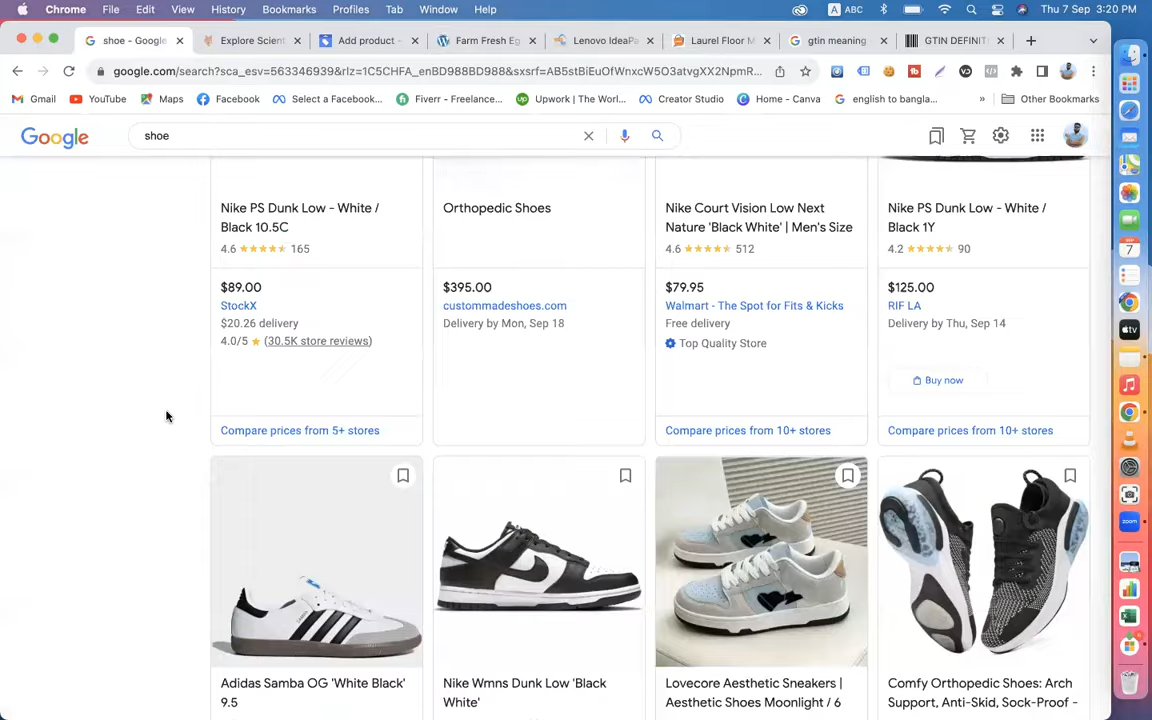 Chrome File Edit View History Bookmarks Profiles Tab Window Help A ABC Thu 7 Sep 3:20 PM
shoe - Google Explore Scient Add product - Farm Fresh Eg Lenovo IdeaPa Laurel Floor M gtin meaning - GTIN DEFINIT
google.com/search?sca_esv=563346939&rlz=1C5CHFA_enBD988BD988&sxsrf=AB5stBiEuOfWnxcW5O3atvgXX2NpmR...
Gmail YouTube Maps Facebook Select a Facebook... Fiverr - Freelance... Upwork | The Worl... Creator Studio Home - Canva english to bangla... » Other Bookmarks
Google shoe
Nike PS Dunk Low - White /
Black 10.5C
4.6 165
$89.00
StockX
$20.26 delivery
4.0/5 (30.5K store reviews)
Compare prices from 5+ stores
Orthopedic Shoes
$395.00
custommadeshoes.com
Delivery by Mon, Sep 18
Nike Court Vision Low Next
Nature 'Black White' | Men's Size
4.6 512
$79.95
Walmart - The Spot for Fits & Kicks
Free delivery
Top Quality Store
Compare prices from 10+ stores
Nike PS Dunk Low - White /
Black 1Y
4.2 90
$125.00
RIF LA
Delivery by Thu, Sep 14
Buy now
Compare prices from 10+ stores
Adidas Samba OG 'White Black'
9.5
Nike Wmns Dunk Low 'Black
White'
Lovecore Aesthetic Sneakers |
Aesthetic Shoes Moonlight / 6
Comfy Orthopedic Shoes: Arch
Support, Anti-Skid, Sock-Proof -
SEP
7
tv
zoom